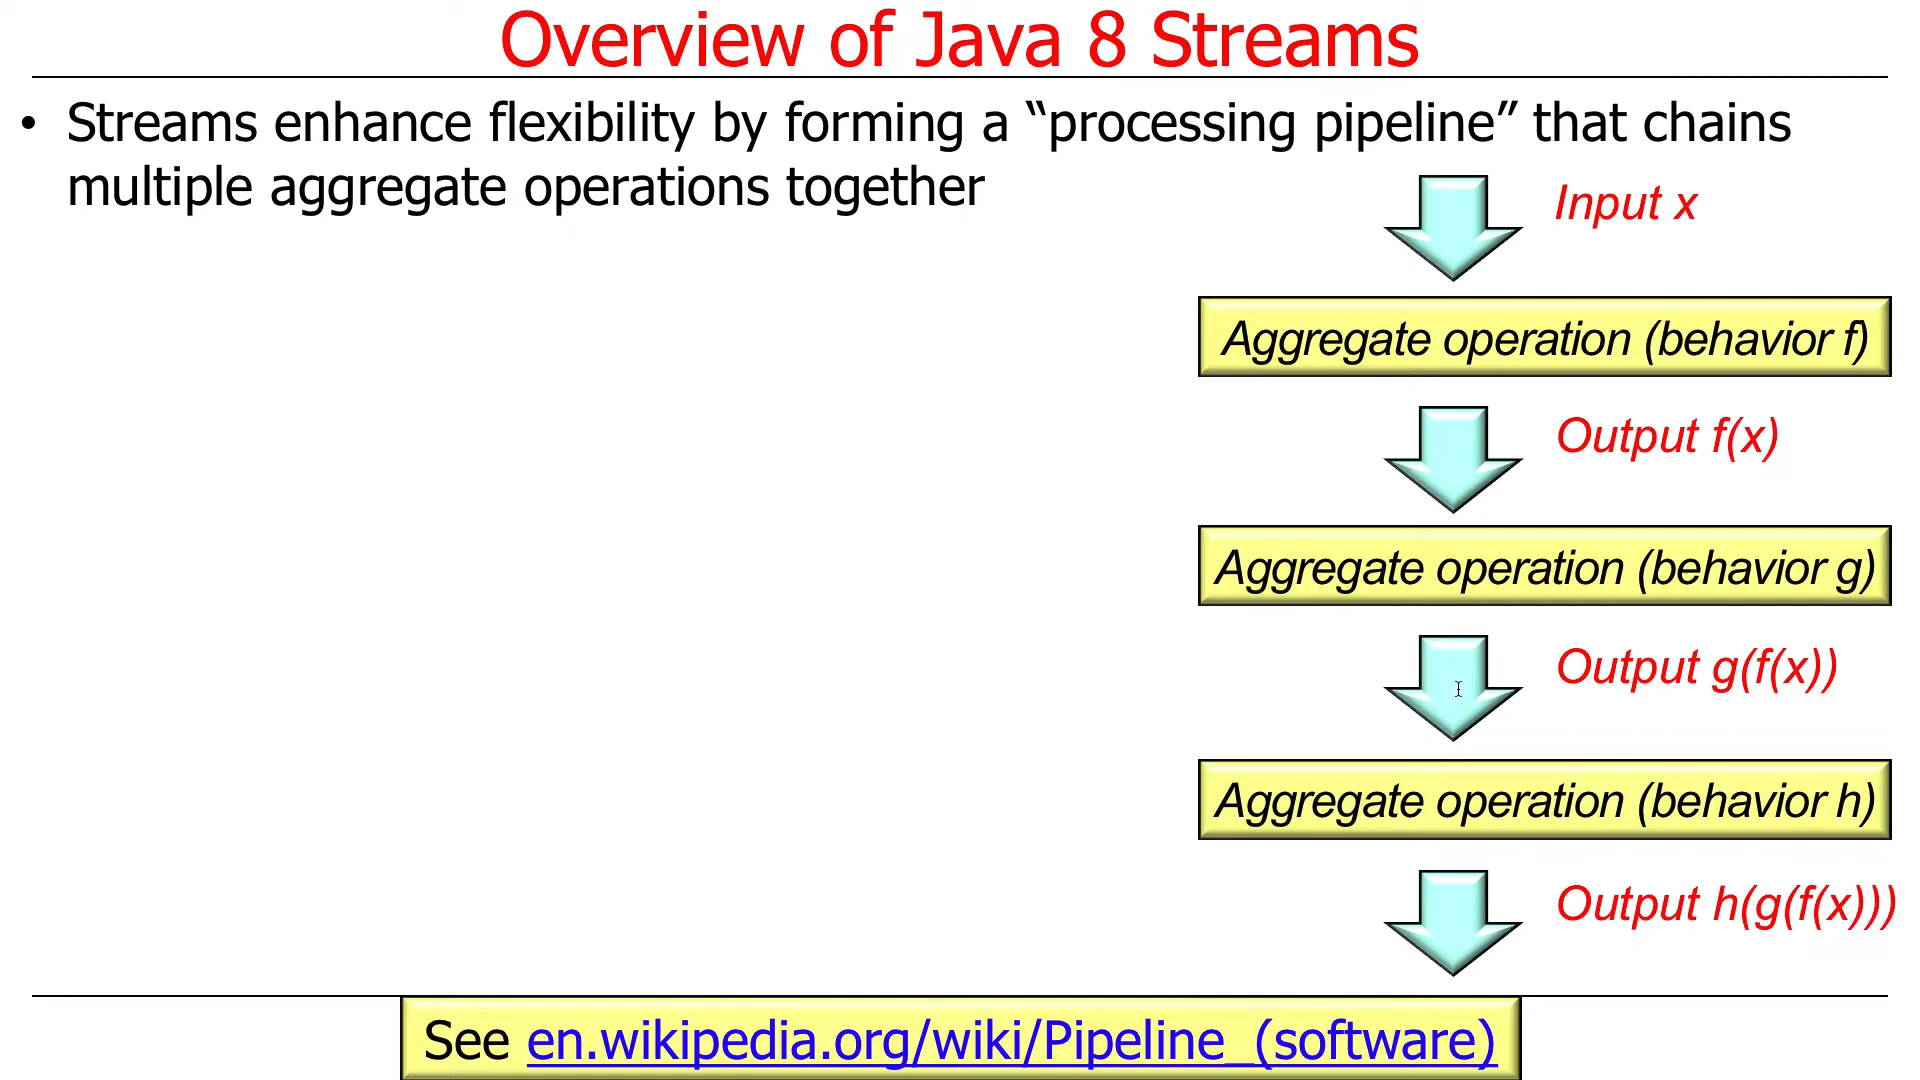 Overview of Java 8 Streams
• Streams enhance flexibility by forming a “processing pipeline” that chains
multiple aggregate operations together
Input x
Aggregate operation (behavior f)
Output f(x)
Aggregate operation (behavior g)
Output g(f(x))
Aggregate operation (behavior h)
Output h(g(f(x)))
See en.wikipedia.org/wiki/Pipeline_(software)